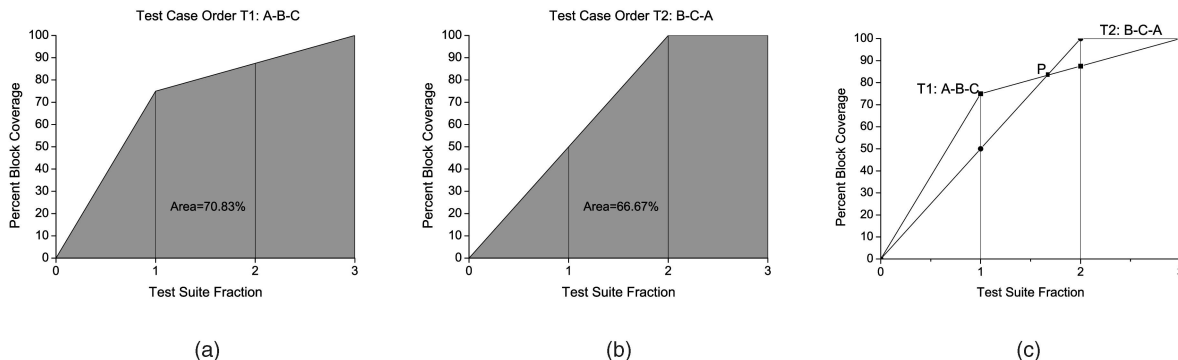 Test Case Order T1: A-B-C
100
90
80
70
60
50
40
30
20
10
0
Percent Block Coverage
Area=70.83%
0 1 2 3
Test Suite Fraction
(a)
Test Case Order T2: B-C-A
100
90
80
70
60
50
40
30
20
10
0
Percent Block Coverage
Area=66.67%
0 1 2 3
Test Suite Fraction
(b)
T2: B-C-A
P
T1: A-B-C
100
90
80
70
60
50
40
30
20
10
0
Percent Block Coverage
0 1 2 3
Test Suite Fraction
(c)